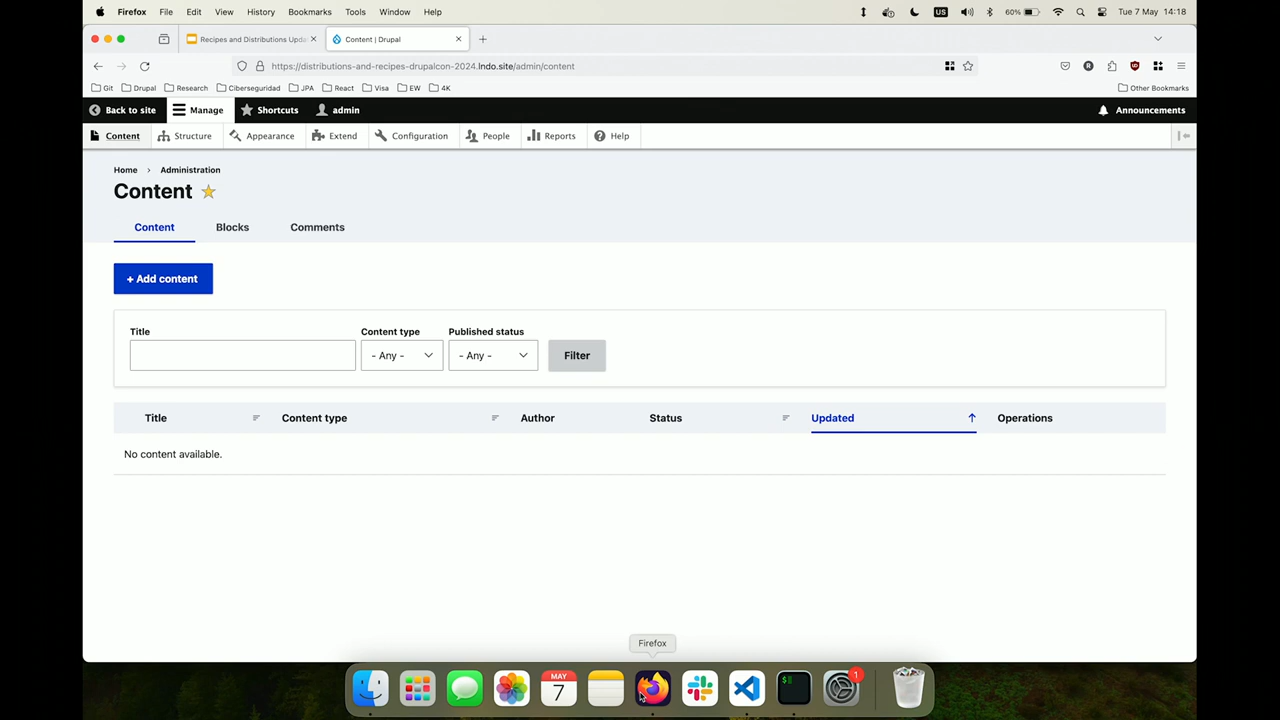 Firefox File Edit View History Bookmarks Tools Window Help US 60% Tue 7 May 14:18
Recipes and Distributions Upda Content | Drupal
https://distributions-and-recipes-drupalcon-2024.lndo.site/admin/content
Git Drupal Research Ciberseguridad JPA React Visa EW 4K Other Bookmarks
Back to site Manage Shortcuts admin Announcements
Content Structure Appearance Extend Configuration People Reports Help
Home › Administration
Content
Content Blocks Comments
+ Add content
Title Content type Published status
- Any - - Any - Filter
Title Content type Author Status Updated Operations
No content available.
Firefox
MAY
7
$
1